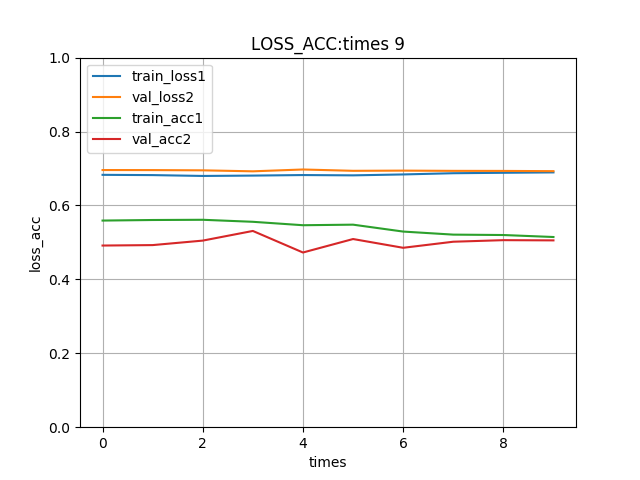 LOSS_ACC:times 9
1.0
0.8
0.6
0.4
0.2
0.0
loss_acc
train_loss1
val_loss2
train_acc1
val_acc2
0 2 4 6 8
times